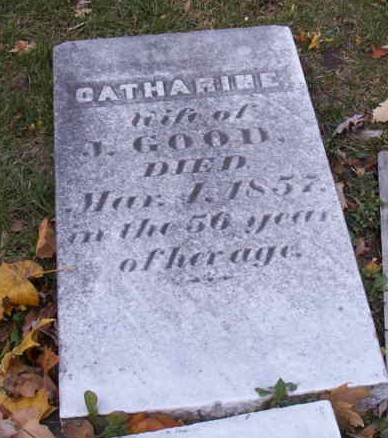 CATHARINE
wife of
J. GOOD,
DIED
Mar. 1, 1857.
in the 56 year
of her age.